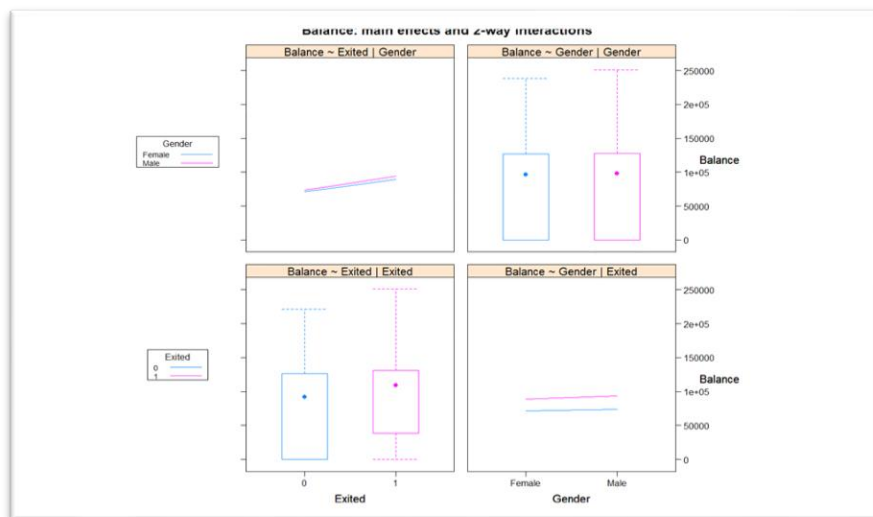 Balance: main effects and 2-way interactions
Balance ~ Exited | Gender
Balance ~ Gender | Gender
Gender
Female
Male
250000
2e+05
150000
1e+05
50000
0
Balance
Balance ~ Exited | Exited
Balance ~ Gender | Exited
Exited
0
1
250000
2e+05
150000
1e+05
50000
0
Balance
0 1
Female Male
Exited
Gender